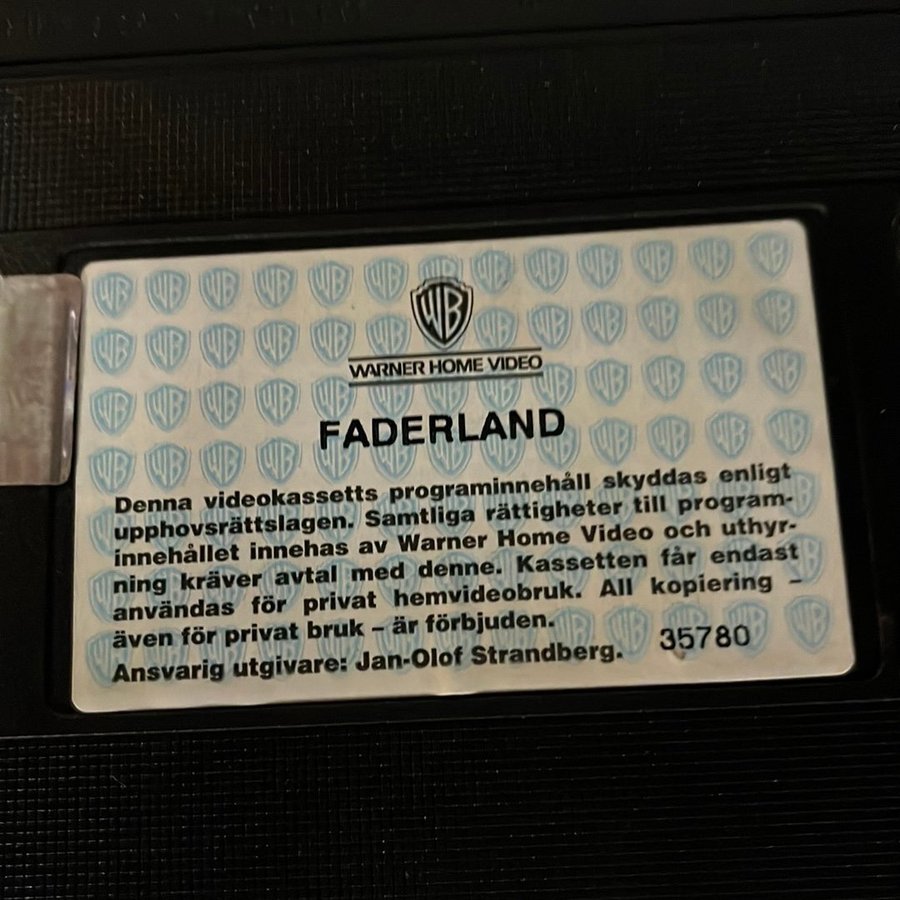 WB
WARNER HOME VIDEO
FADERLAND
Denna videokassetts programinnehåll skyddas enligt
upphovsrättslagen. Samtliga rättigheter till program-
innehållet innehas av Warner Home Video och uthyr-
ning kräver avtal med denne. Kassetten får endast
användas för privat hemvideobruk. All kopiering –
även för privat bruk – är förbjuden.
Ansvarig utgivare: Jan-Olof Strandberg. 35780